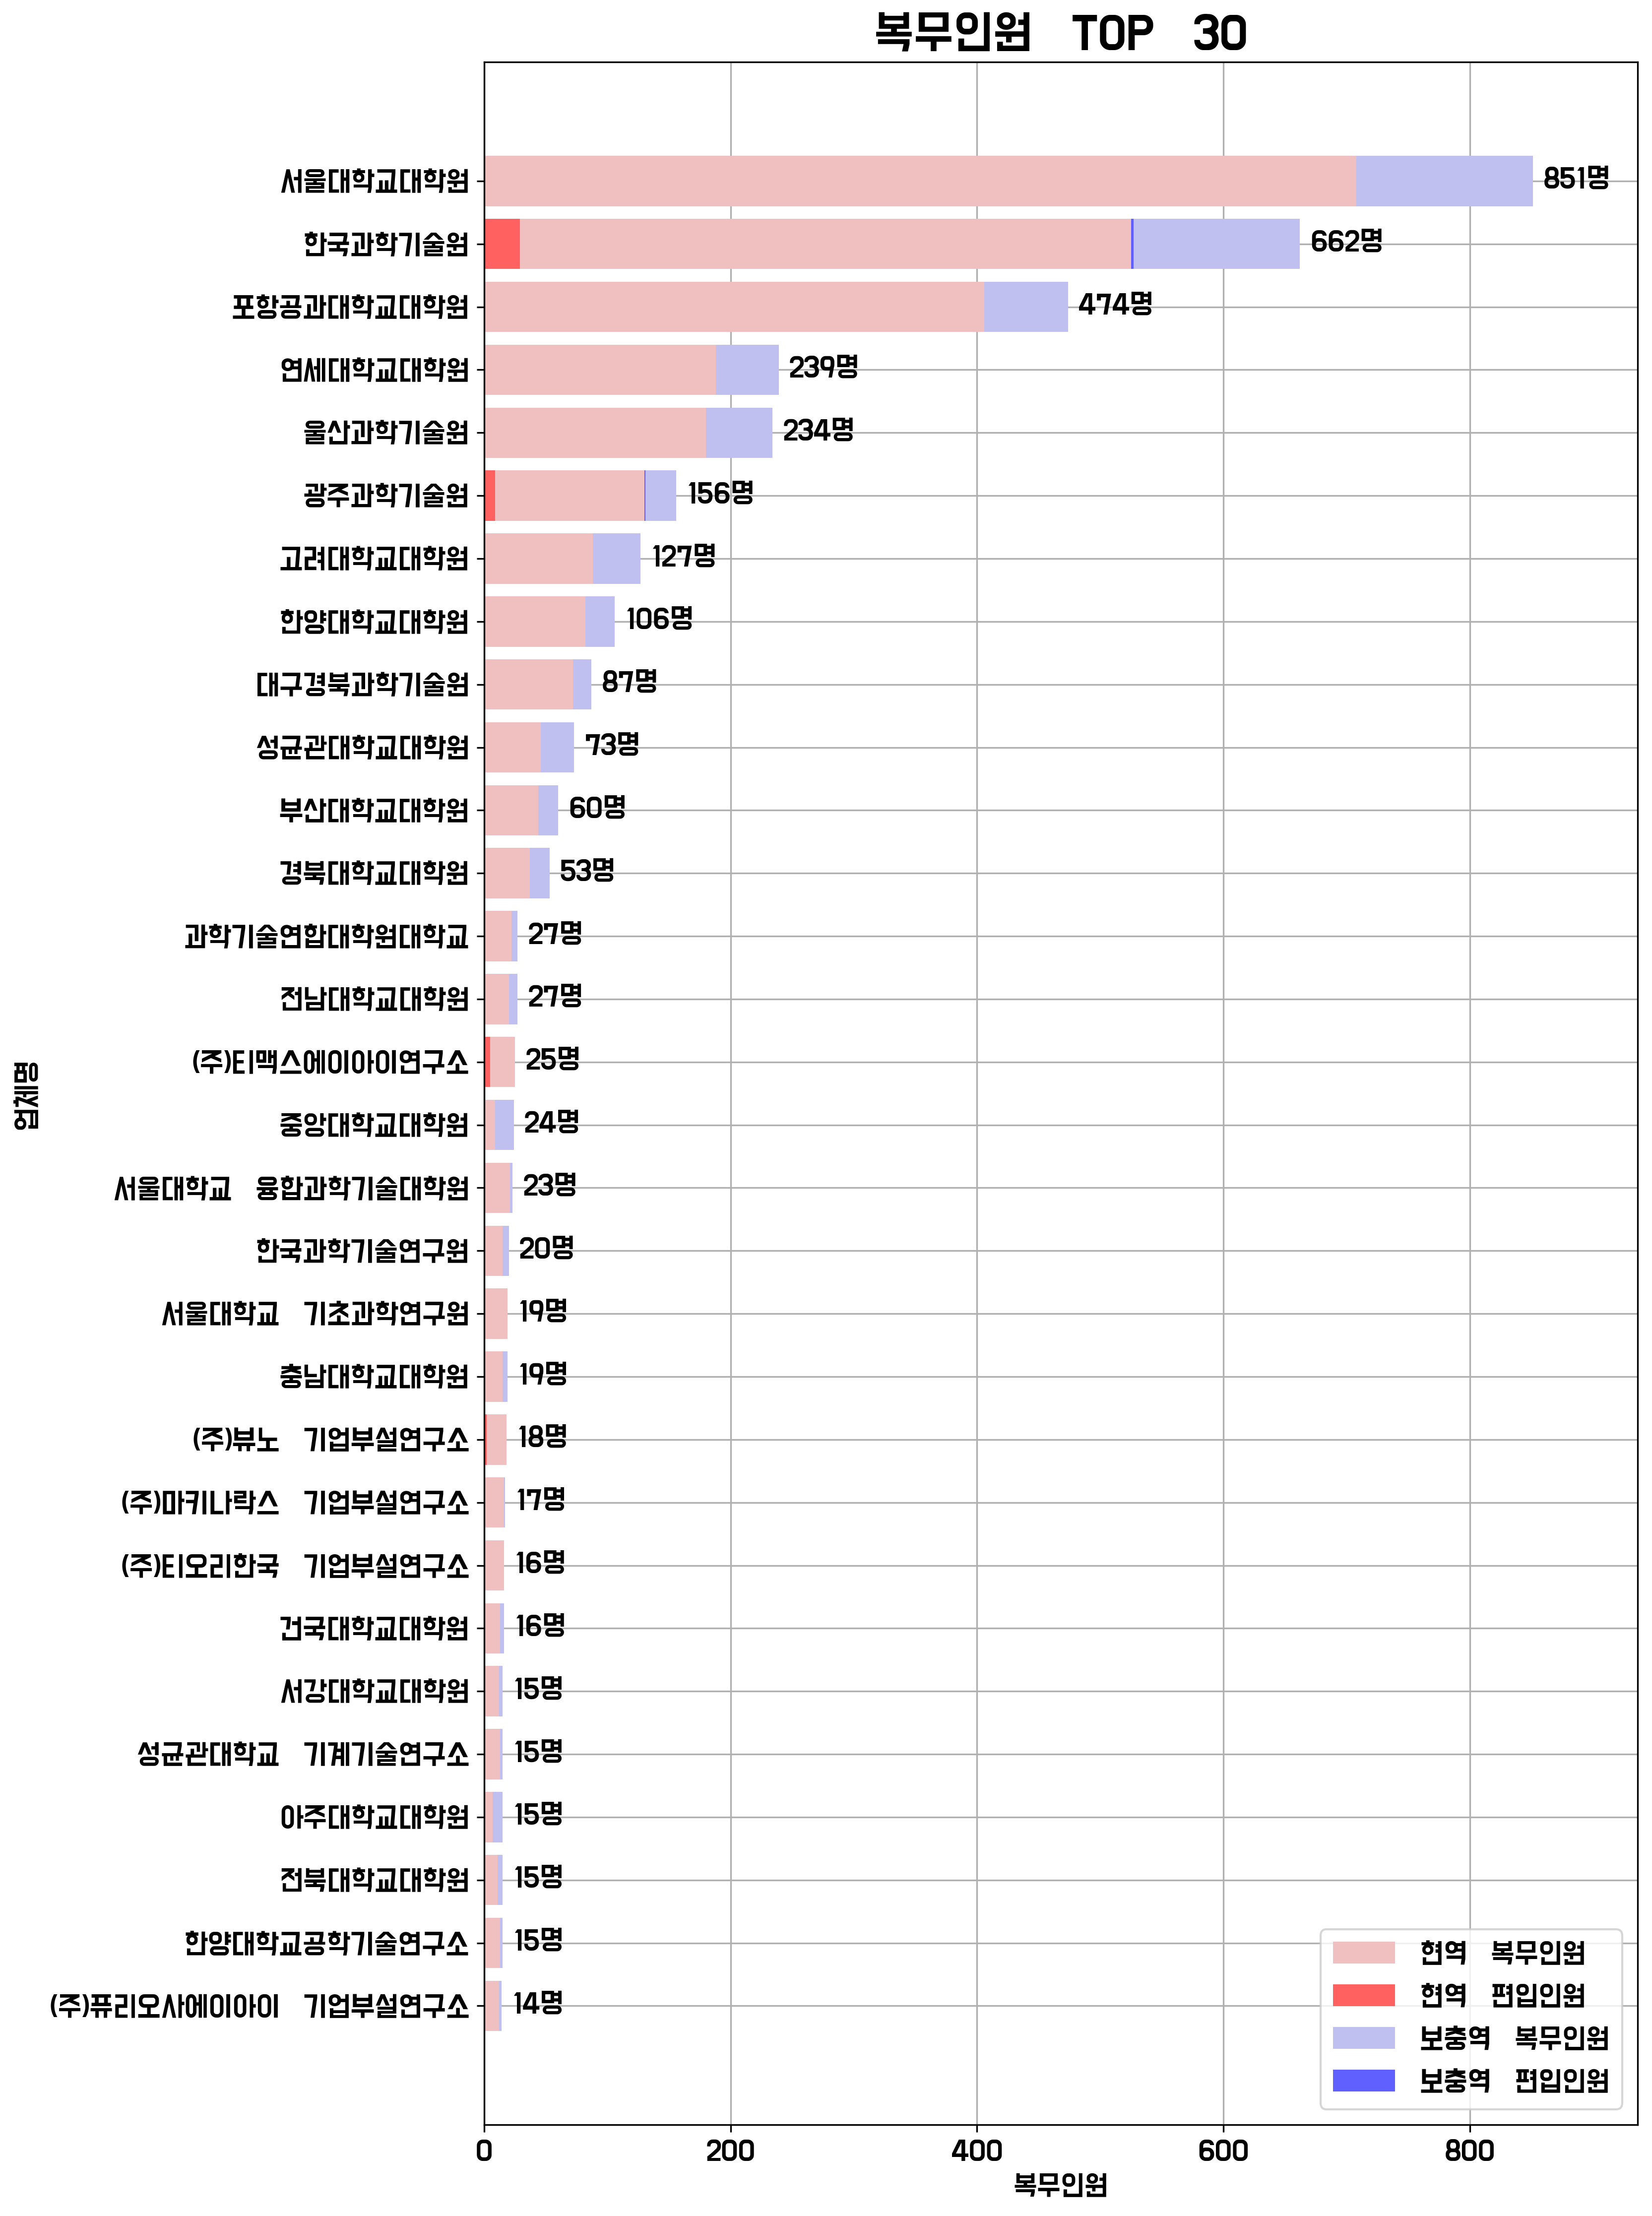 복무인원 TOP 30
서울대학교대학원 851명
한국과학기술원 662명
포항공과대학교대학원 474명
연세대학교대학원 239명
울산과학기술원 234명
광주과학기술원 156명
고려대학교대학원 127명
한양대학교대학원 106명
대구경북과학기술원 87명
성균관대학교대학원 73명
부산대학교대학원 60명
경북대학교대학원 53명
과학기술연합대학원대학교 27명
전남대학교대학원 27명
(주)티맥스에이아이연구소 25명
중앙대학교대학원 24명
서울대학교 융합과학기술대학원 23명
한국과학기술연구원 20명
서울대학교 기초과학연구원 19명
충남대학교대학원 19명
(주)뷰노 기업부설연구소 18명
(주)마키나락스 기업부설연구소 17명
(주)티오리한국 기업부설연구소 16명
건국대학교대학원 16명
서강대학교대학원 15명
성균관대학교 기계기술연구소 15명
아주대학교대학원 15명
전북대학교대학원 15명
한양대학교공학기술연구소 15명
(주)퓨리오사에이아이 기업부설연구소 14명
업체명
현역 복무인원
현역 편입인원
보충역 복무인원
보충역 편입인원
0 200 400 600 800
복무인원